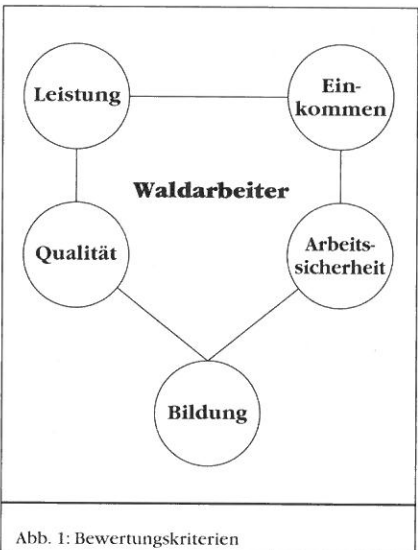 Leistung
Ein-
kommen
Waldarbeiter
Qualität
Arbeits-
sicherheit
Bildung
Abb. 1: Bewertungskriterien